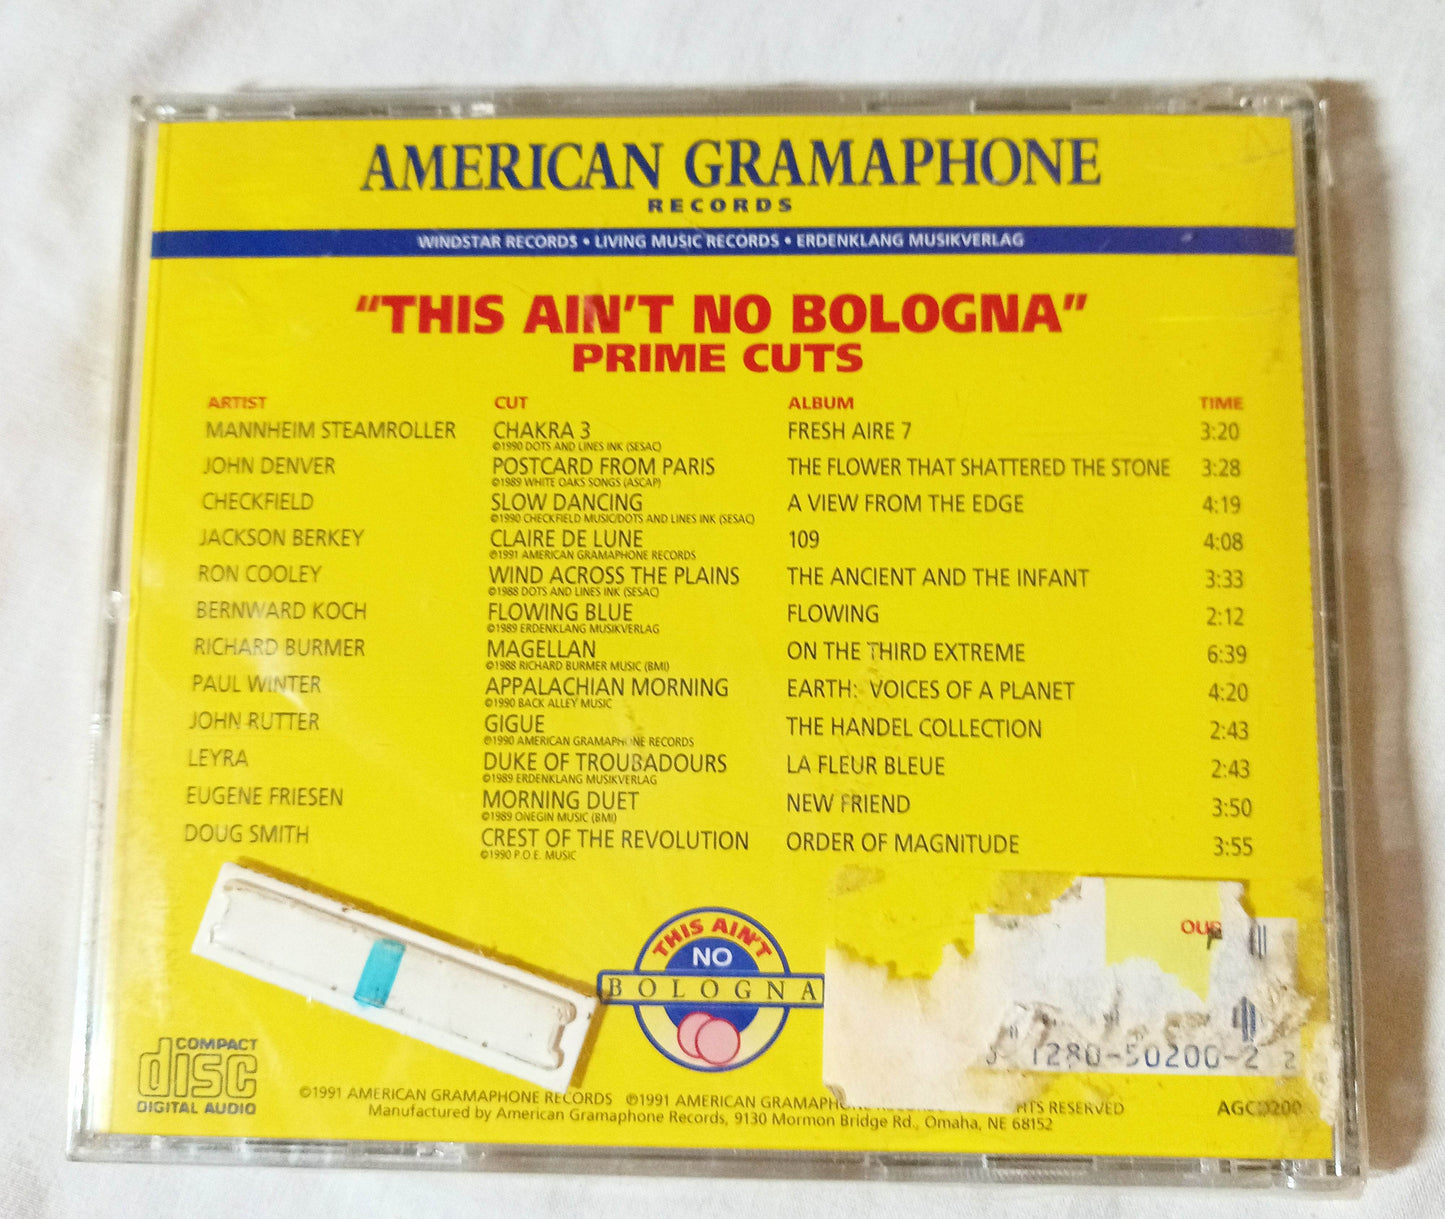 AMERICAN GRAMAPHONE
RECORDS
WINDSTAR RECORDS • LIVING MUSIC RECORDS • ERDENKLANG MUSIKVERLAG
"THIS AIN'T NO BOLOGNA"
PRIME CUTS
ARTIST CUT ALBUM TIME
MANNHEIM STEAMROLLER CHAKRA 3 FRESH AIRE 7 3:20
©1990 DOTS AND LINES INK (SESAC)
JOHN DENVER POSTCARD FROM PARIS THE FLOWER THAT SHATTERED THE STONE 3:28
©1989 WHITE OAKS SONGS (ASCAP)
CHECKFIELD SLOW DANCING A VIEW FROM THE EDGE 4:19
©1990 CHECKFIELD MUSIC/DOTS AND LINES INK (SESAC)
JACKSON BERKEY CLAIRE DE LUNE 109 4:08
℗1991 AMERICAN GRAMAPHONE RECORDS
RON COOLEY WIND ACROSS THE PLAINS THE ANCIENT AND THE INFANT 3:33
©1988 DOTS AND LINES INK (SESAC)
BERNWARD KOCH FLOWING BLUE FLOWING 2:12
©1989 ERDENKLANG MUSIKVERLAG
RICHARD BURMER MAGELLAN ON THE THIRD EXTREME 6:39
©1988 RICHARD BURMER MUSIC (BMI)
PAUL WINTER APPALACHIAN MORNING EARTH: VOICES OF A PLANET 4:20
©1990 BACK ALLEY MUSIC
JOHN RUTTER GIGUE THE HANDEL COLLECTION 2:43
℗1990 AMERICAN GRAMAPHONE RECORDS
LEYRA DUKE OF TROUBADOURS LA FLEUR BLEUE 2:43
©1989 ERDENKLANG MUSIKVERLAG
EUGENE FRIESEN MORNING DUET NEW FRIEND 3:50
©1989 ONEGIN MUSIC (BMI)
DOUG SMITH CREST OF THE REVOLUTION ORDER OF MAGNITUDE 3:55
©1990 P.O.E. MUSIC
THIS AIN'T
NO
BOLOGNA
1280-50200-2 2
COMPACT
disc
DIGITAL AUDIO
©1991 AMERICAN GRAMAPHONE RECORDS ℗1991 AMERICAN RESERVED
Manufactured by American Gramaphone Records, 9130 Mormon Bridge Rd., Omaha, NE 68152